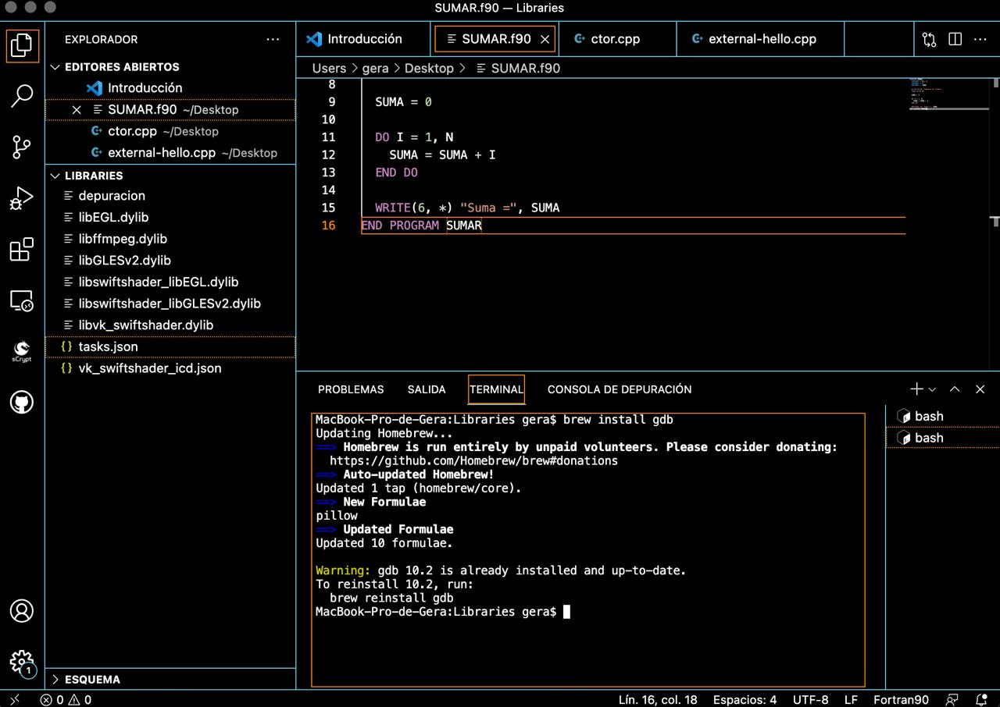 SUMAR.f90 — Libraries
EXPLORADOR
EDITORES ABIERTOS
Introducción
SUMAR.f90 ~/Desktop
ctor.cpp ~/Desktop
external-hello.cpp ~/Desktop
LIBRARIES
depuracion
libEGL.dylib
libffmpeg.dylib
libGLESv2.dylib
libswiftshader_libEGL.dylib
libswiftshader_libGLESv2.dylib
libvk_swiftshader.dylib
{} tasks.json
{} vk_swiftshader_icd.json
ESQUEMA
sCrypt
1
Introducción SUMAR.f90 ctor.cpp external-hello.cpp
Users > gera > Desktop > SUMAR.f90
8
9 SUMA = 0
10
11 DO I = 1, N
12 SUMA = SUMA + I
13 END DO
14
15 WRITE(6, *) "Suma =", SUMA
16 END PROGRAM SUMAR
PROBLEMAS SALIDA TERMINAL CONSOLA DE DEPURACIÓN
MacBook-Pro-de-Gera:Libraries gera$ brew install gdb
Updating Homebrew...
==> Homebrew is run entirely by unpaid volunteers. Please consider donating:
https://github.com/Homebrew/brew#donations
==> Auto-updated Homebrew!
Updated 1 tap (homebrew/core).
==> New Formulae
pillow
==> Updated Formulae
Updated 10 formulae.
Warning: gdb 10.2 is already installed and up-to-date.
To reinstall 10.2, run:
brew reinstall gdb
MacBook-Pro-de-Gera:Libraries gera$
bash
bash
0 0 Lín. 16, col. 18 Espacios: 4 UTF-8 LF Fortran90